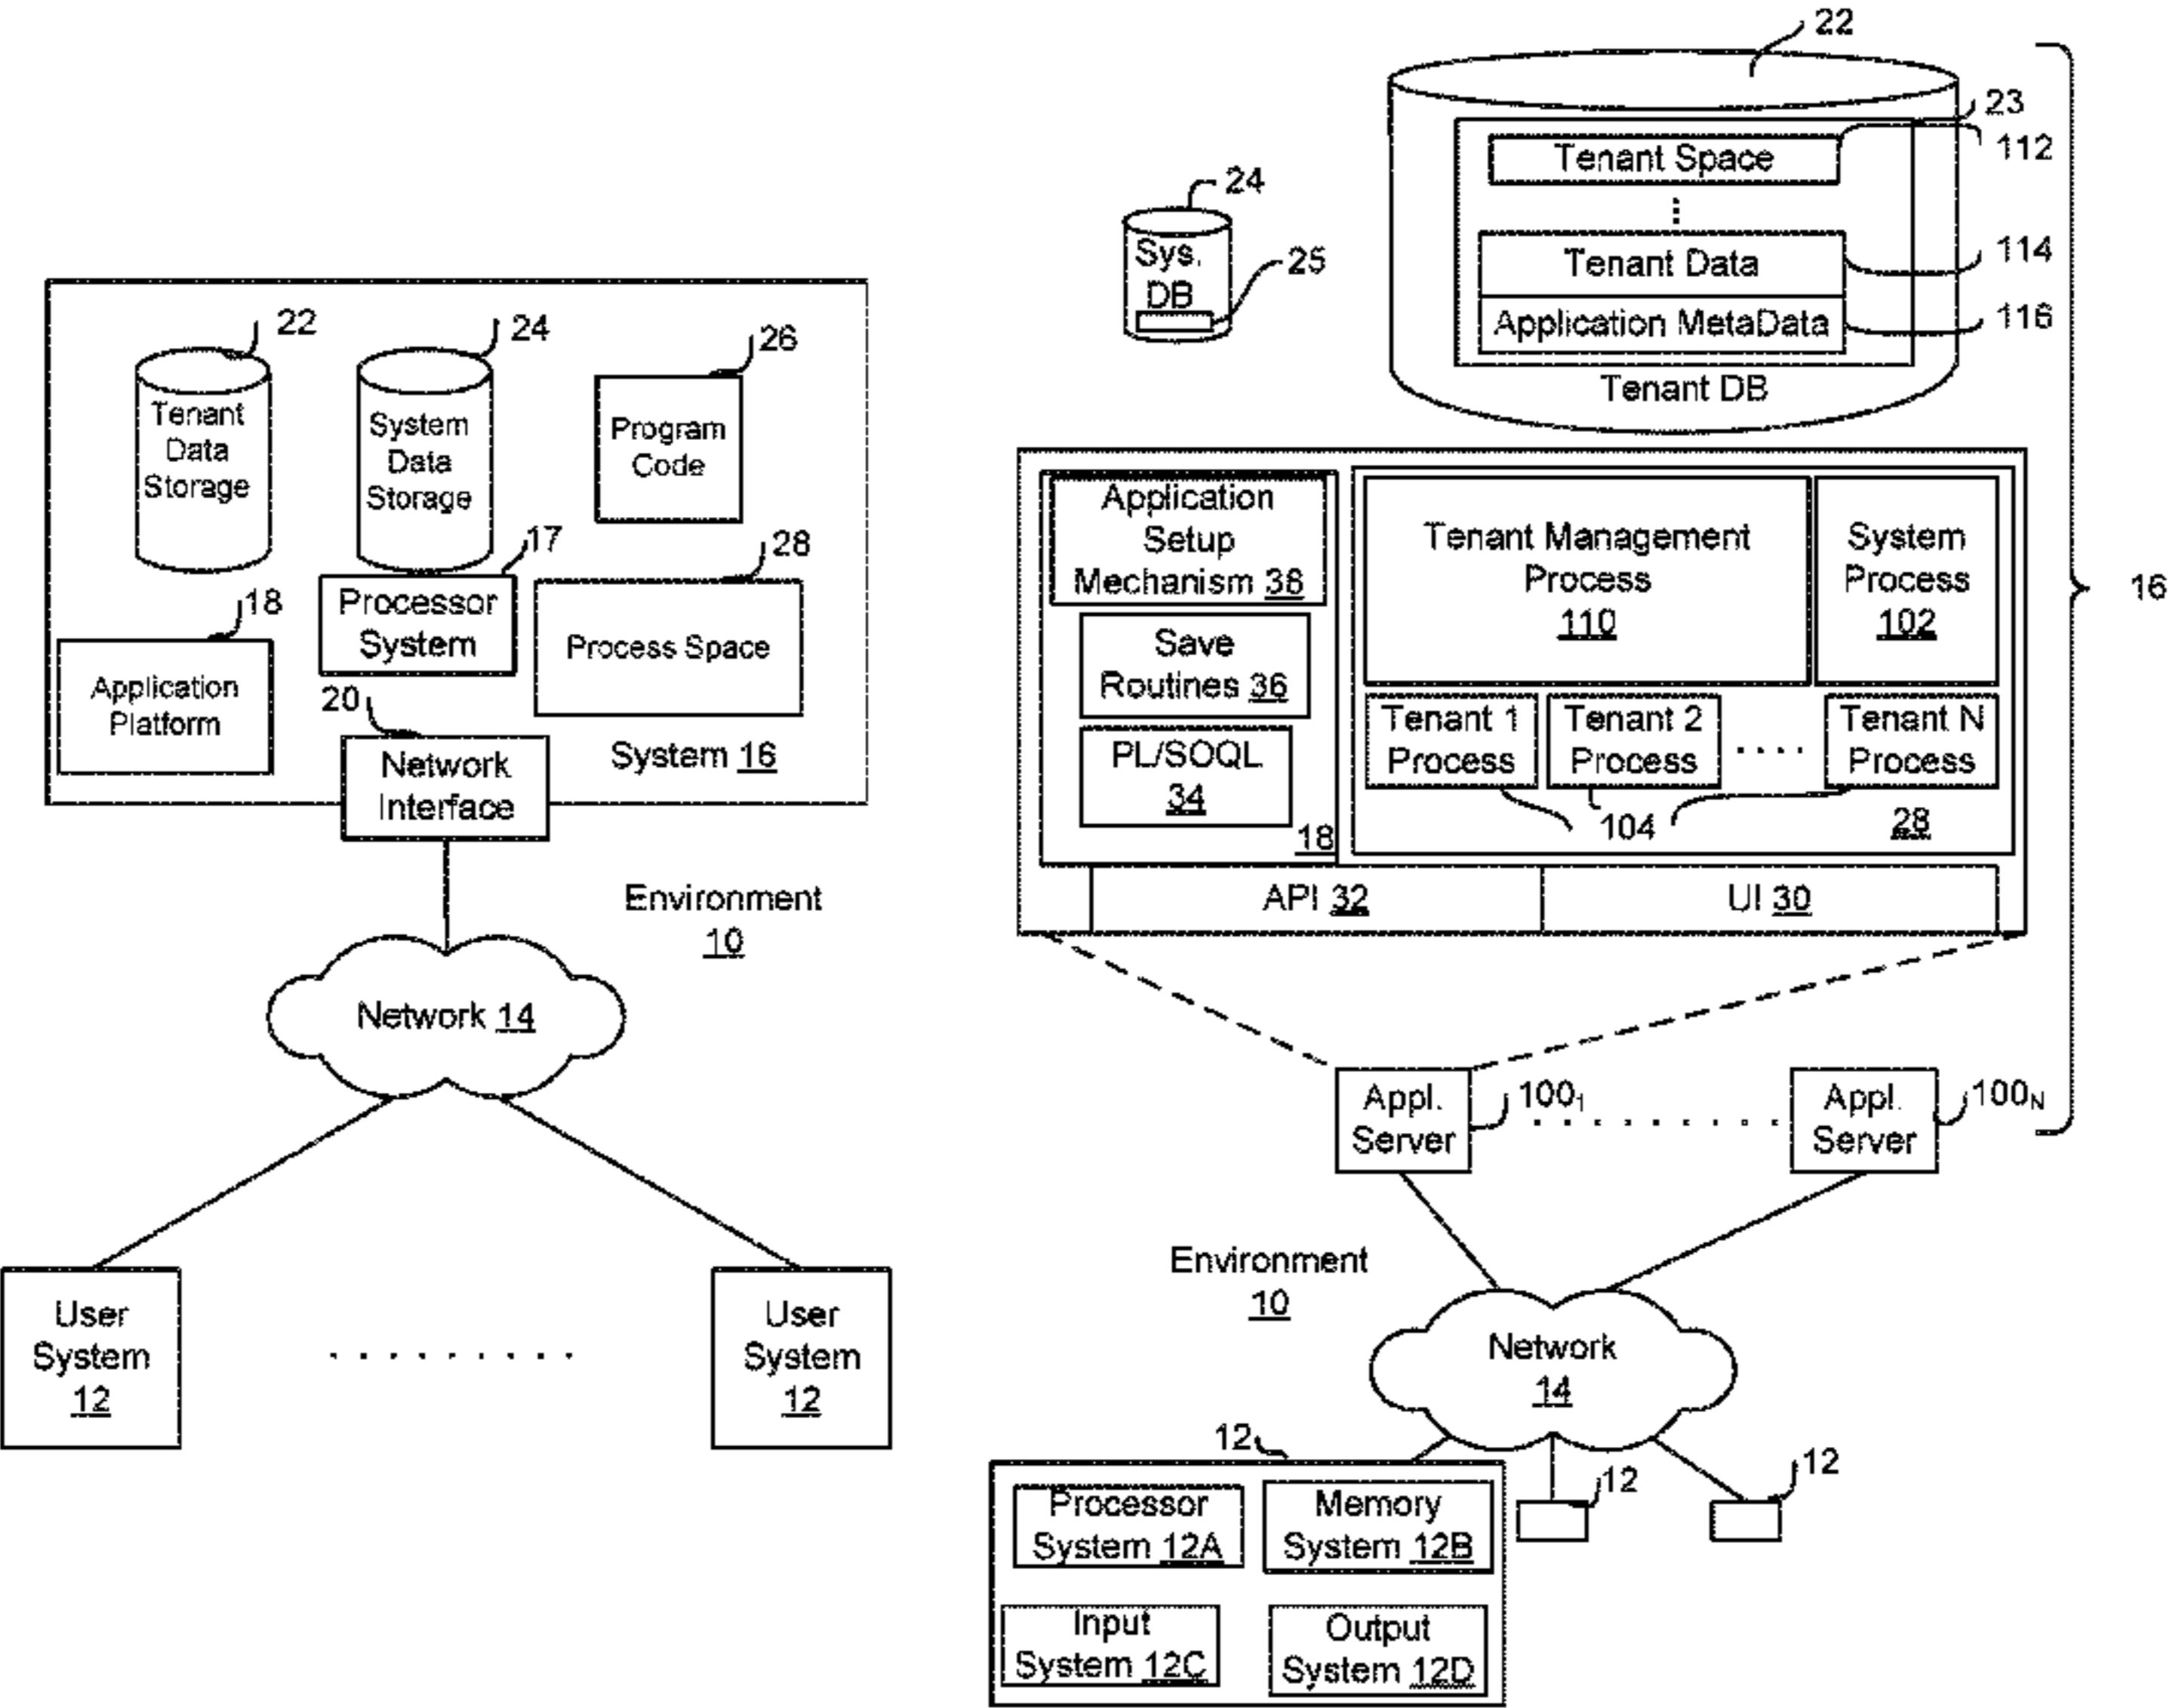 22
24
26
Tenant
Data
Storage
System
Data
Storage
Program
Code
17
28
18
Processor
System
Process Space
Application
Platform
20
Network
Interface
System 16
Environment
10
Network 14
User
System
12
. . . . . . . . .
User
System
12
22
23
Tenant Space
112
24
Sys.
DB
25
Tenant Data
114
Application MetaData
116
Tenant DB
16
Application
Setup
Mechanism 38
Save
Routines 36
PL/SOQL
34
18
Tenant Management
Process
110
System
Process
102
Tenant 1
Process
Tenant 2
Process
. . . .
Tenant N
Process
104
28
API 32
UI 30
Appl.
Server
100₁
. . . . . . . . .
Appl.
Server
100N
Environment
10
Network
14
12
12
12
Processor
System 12A
Memory
System 12B
Input
System 12C
Output
System 12D